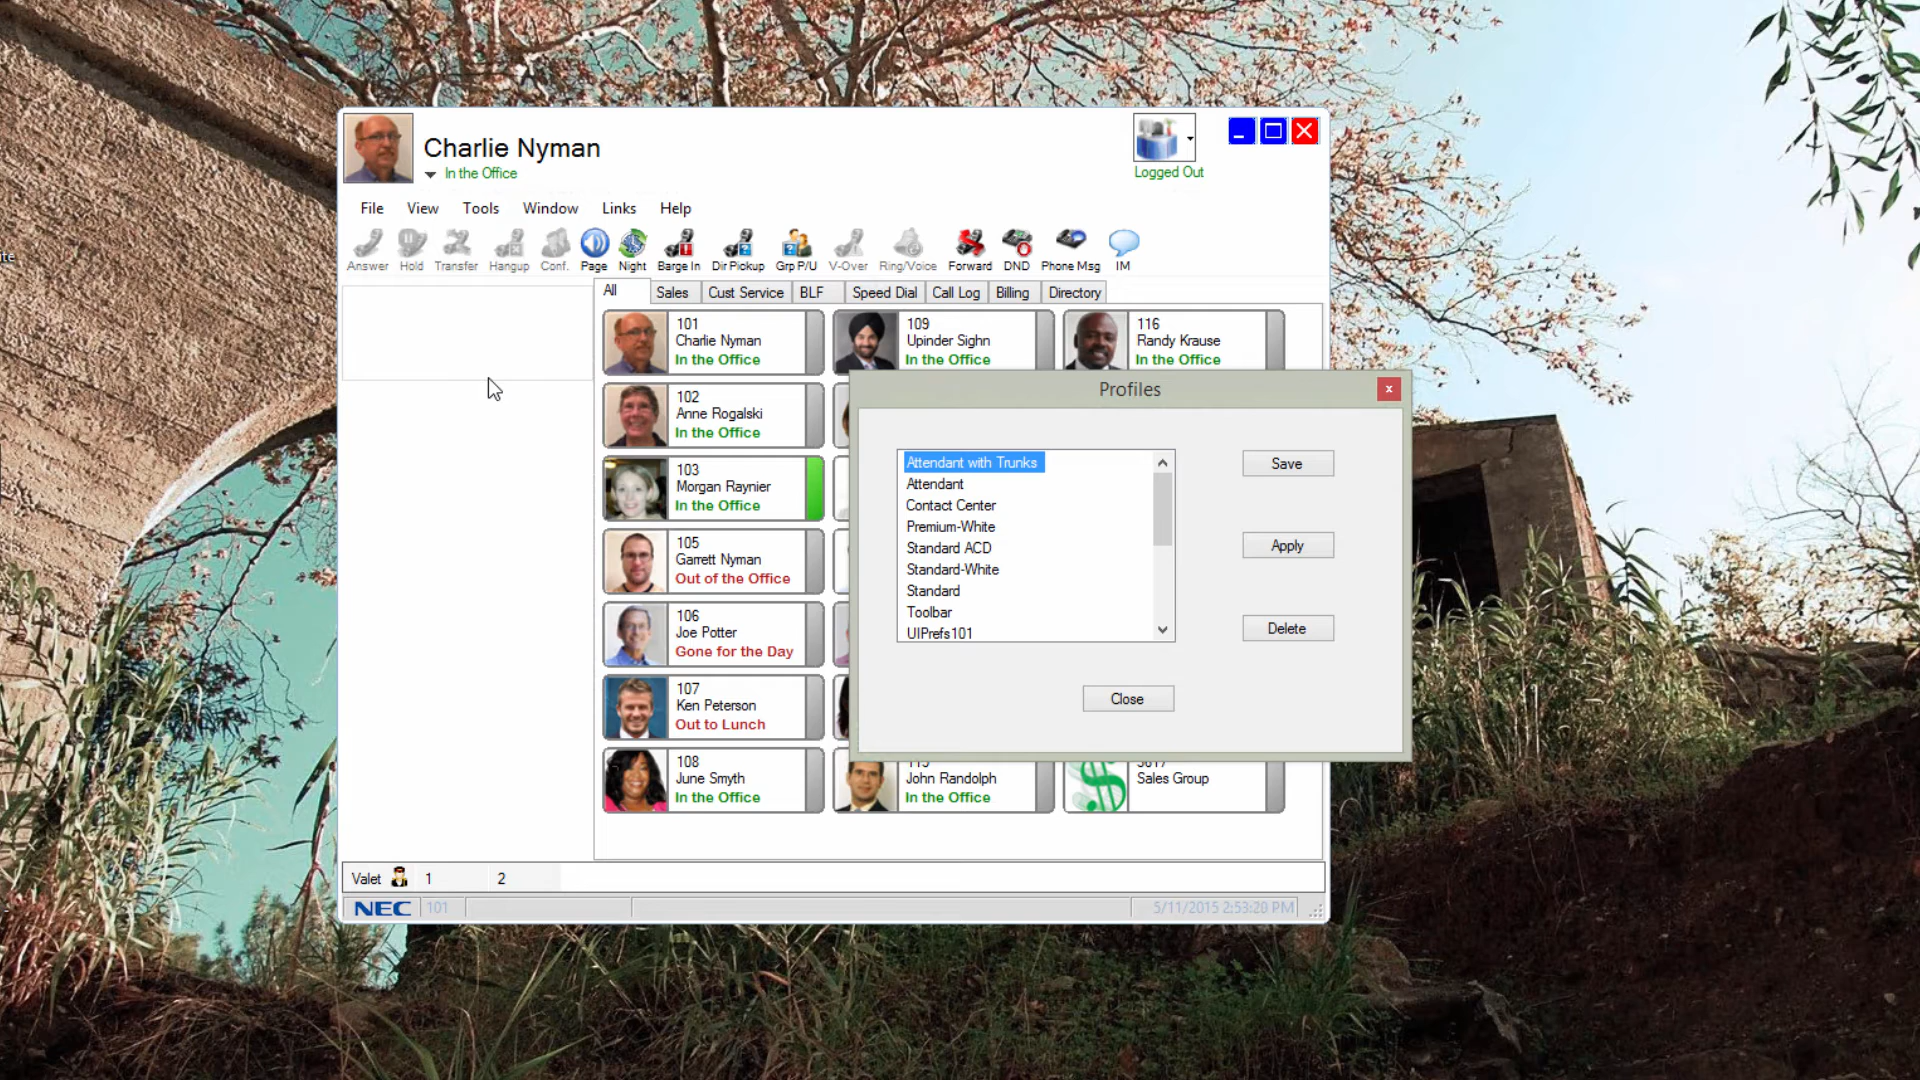 ite
Charlie Nyman
In the Office
Logged Out
File View Tools Window Links Help
Answer Hold Transfer Hangup Conf. Page Night Barge In Dir Pickup Grp P/U V-Over Ring/Voice Forward DND Phone Msg IM
All Sales Cust Service BLF Speed Dial Call Log Billing Directory
101
Charlie Nyman
In the Office
109
Upinder Sighn
In the Office
116
Randy Krause
In the Office
102
Anne Rogalski
In the Office
103
Morgan Raynier
In the Office
105
Garrett Nyman
Out of the Office
106
Joe Potter
Gone for the Day
107
Ken Peterson
Out to Lunch
108
June Smyth
In the Office
John Randolph
In the Office
Sales Group
Profiles
Attendant with Trunks
Attendant
Contact Center
Premium-White
Standard ACD
Standard-White
Standard
Toolbar
UIPrefs101
Save
Apply
Delete
Close
Valet 1 2
NEC 101 5/11/2015 2:53:20 PM